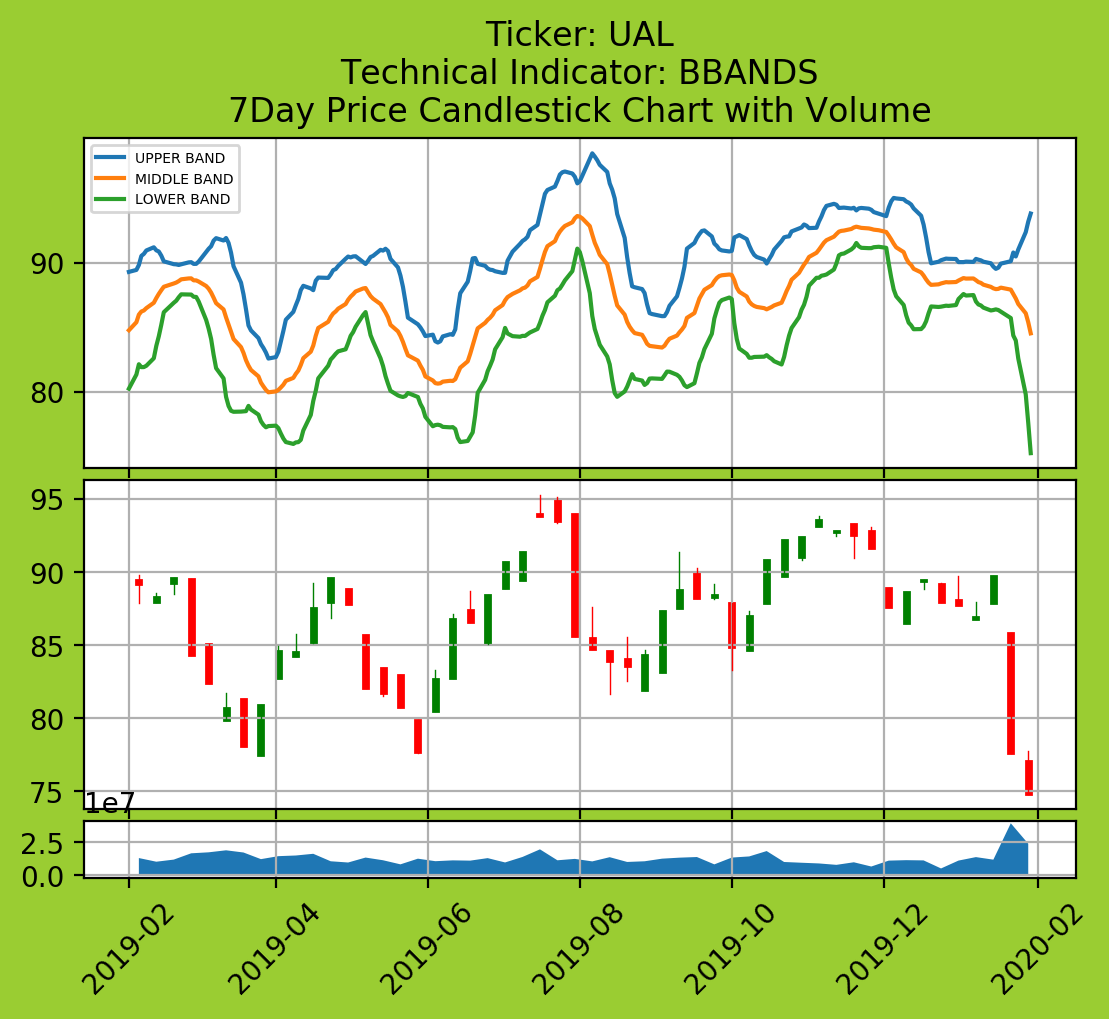 Ticker: UAL
Technical Indicator: BBANDS
7Day Price Candlestick Chart with Volume
UPPER BAND
MIDDLE BAND
LOWER BAND
90
80
95
90
85
80
75
1e7
2.5
0.0
2019-02
2019-04
2019-06
2019-08
2019-10
2019-12
2020-02